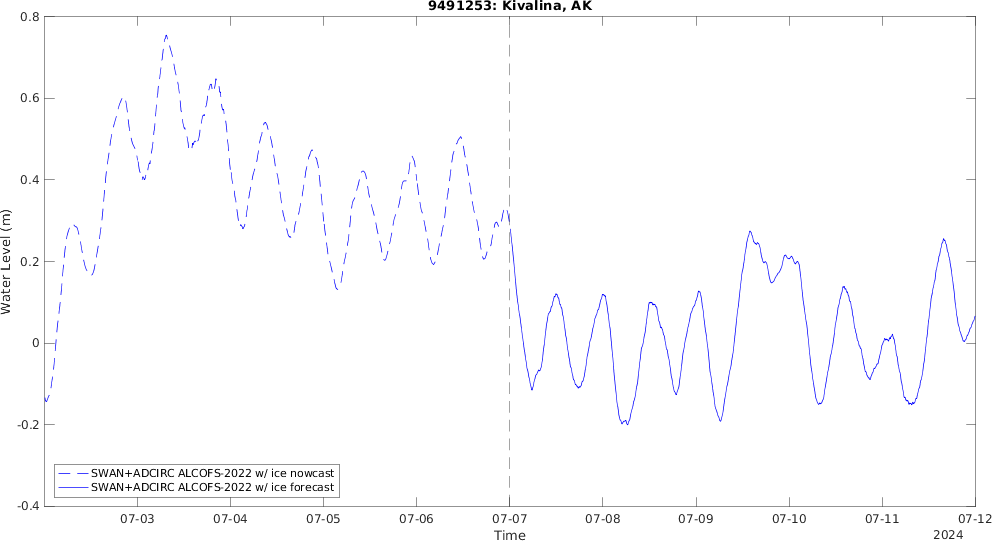 9491253: Kivalina, AK
0.8
0.6
0.4
0.2
0
-0.2
-0.4
Water Level (m)
SWAN+ADCIRC ALCOFS-2022 w/ ice nowcast
SWAN+ADCIRC ALCOFS-2022 w/ ice forecast
07-03 07-04 07-05 07-06 07-07 07-08 07-09 07-10 07-11 07-12
Time
2024